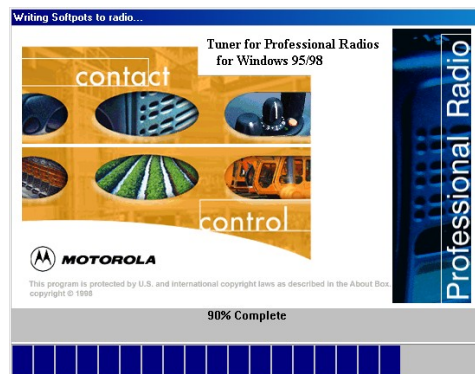 Writing Softpots to radio...
Tuner for Professional Radios
for Windows 95/98
contact
control
Professional Radio
MOTOROLA
This program is protected by U.S. and international copyright laws as described in the About Box.
copyright © 1998
90% Complete